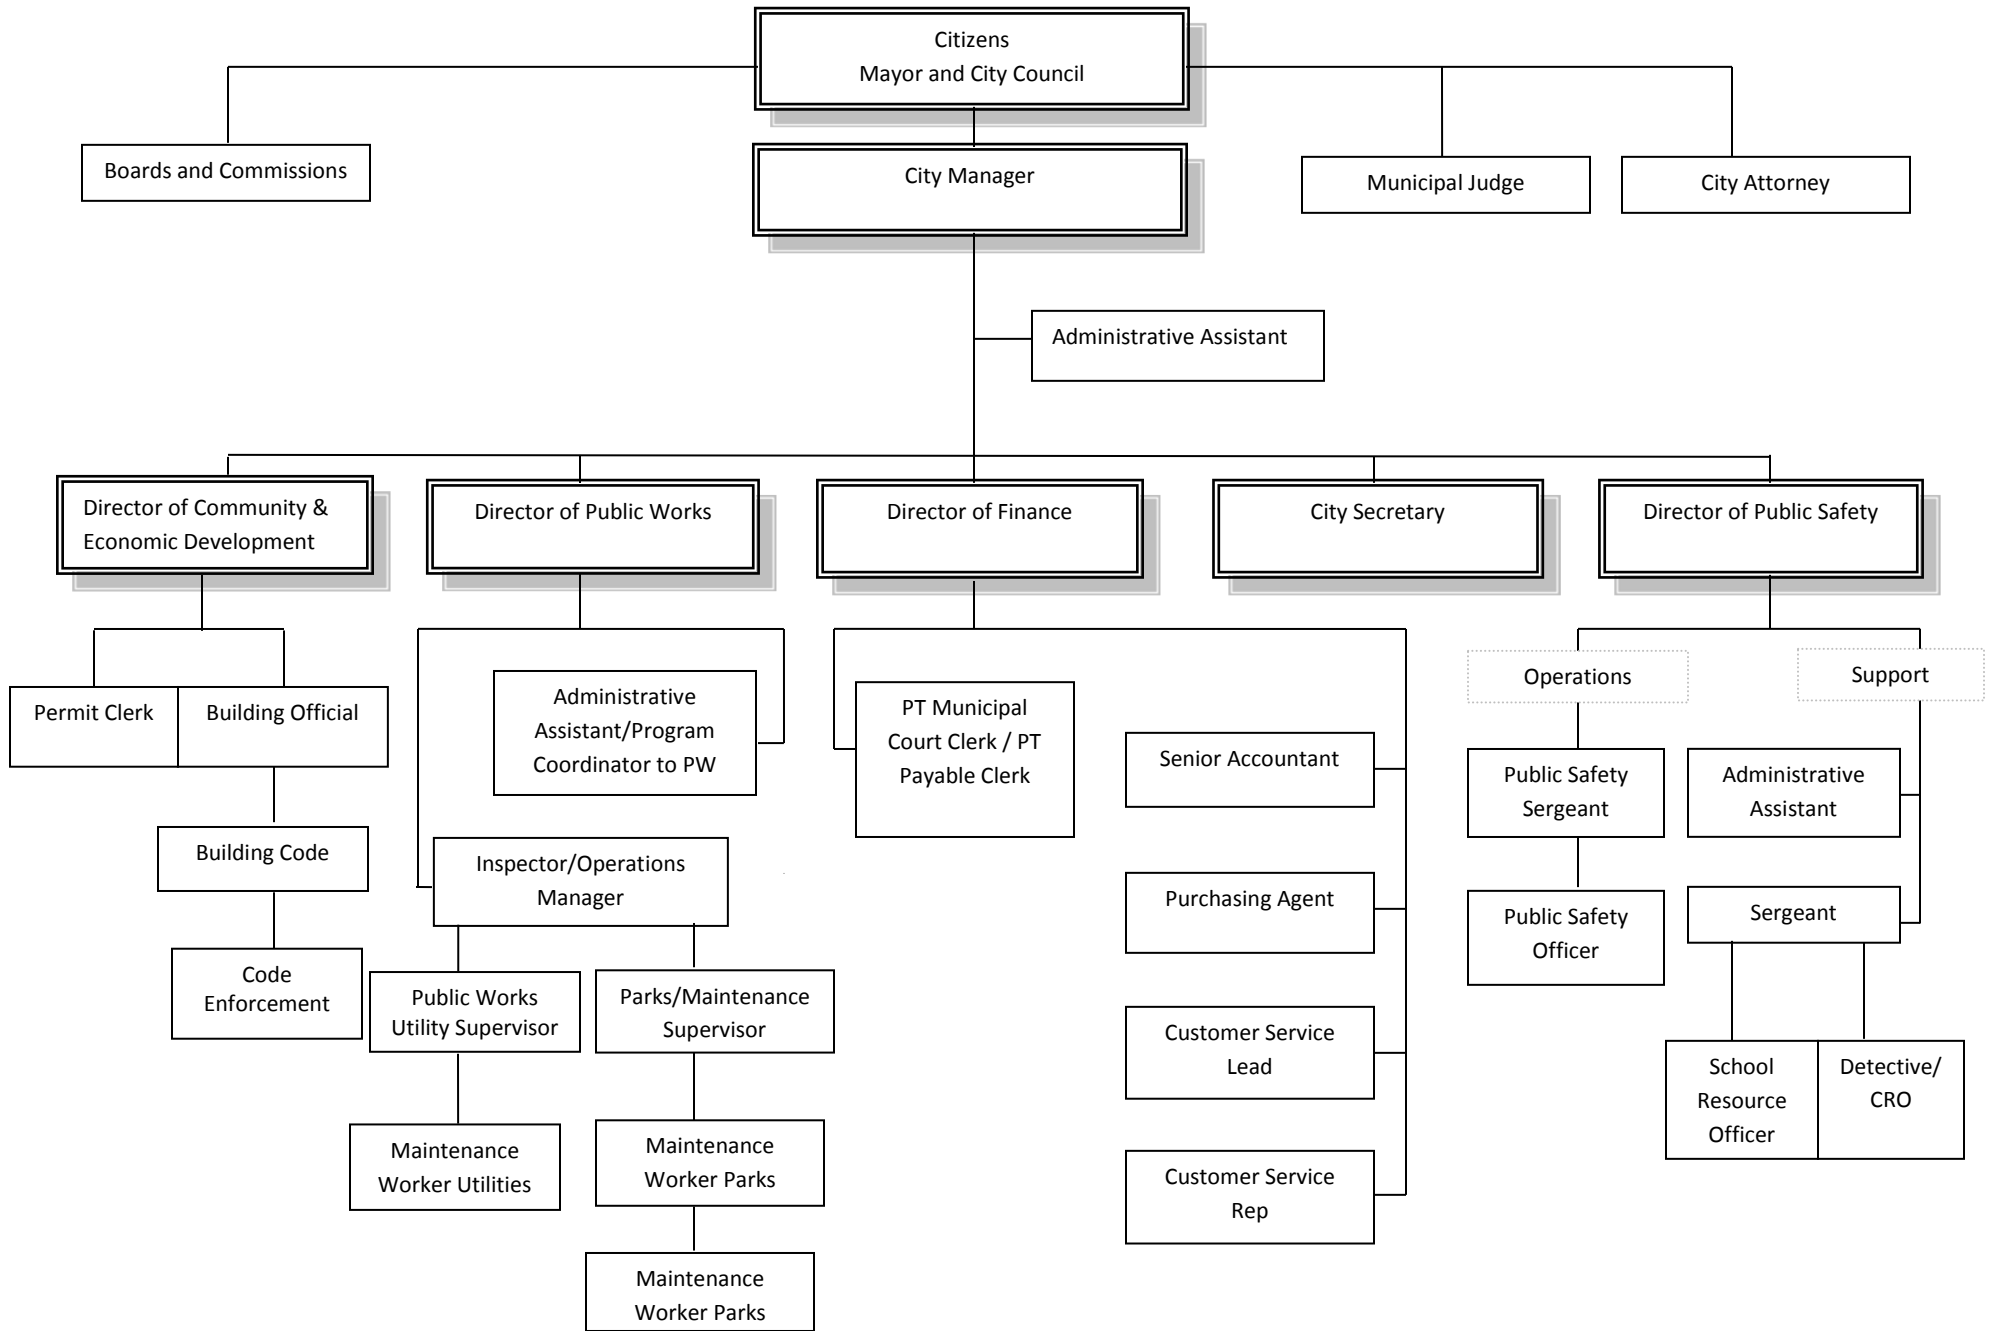 Citizens
Mayor and City Council
Boards and Commissions
City Manager
Municipal Judge
City Attorney
Administrative Assistant
Director of Community &
Economic Development
Director of Public Works
Director of Finance
City Secretary
Director of Public Safety
Permit Clerk
Building Official
Building Code
Code
Enforcement
Administrative
Assistant/Program
Coordinator to PW
Inspector/Operations
Manager
Public Works
Utility Supervisor
Maintenance
Worker Utilities
Parks/Maintenance
Supervisor
Maintenance
Worker Parks
Maintenance
Worker Parks
PT Municipal
Court Clerk / PT
Payable Clerk
Senior Accountant
Purchasing Agent
Customer Service
Lead
Customer Service
Rep
Operations
Public Safety
Sergeant
Public Safety
Officer
Support
Administrative
Assistant
Sergeant
School
Resource
Officer
Detective/
CRO